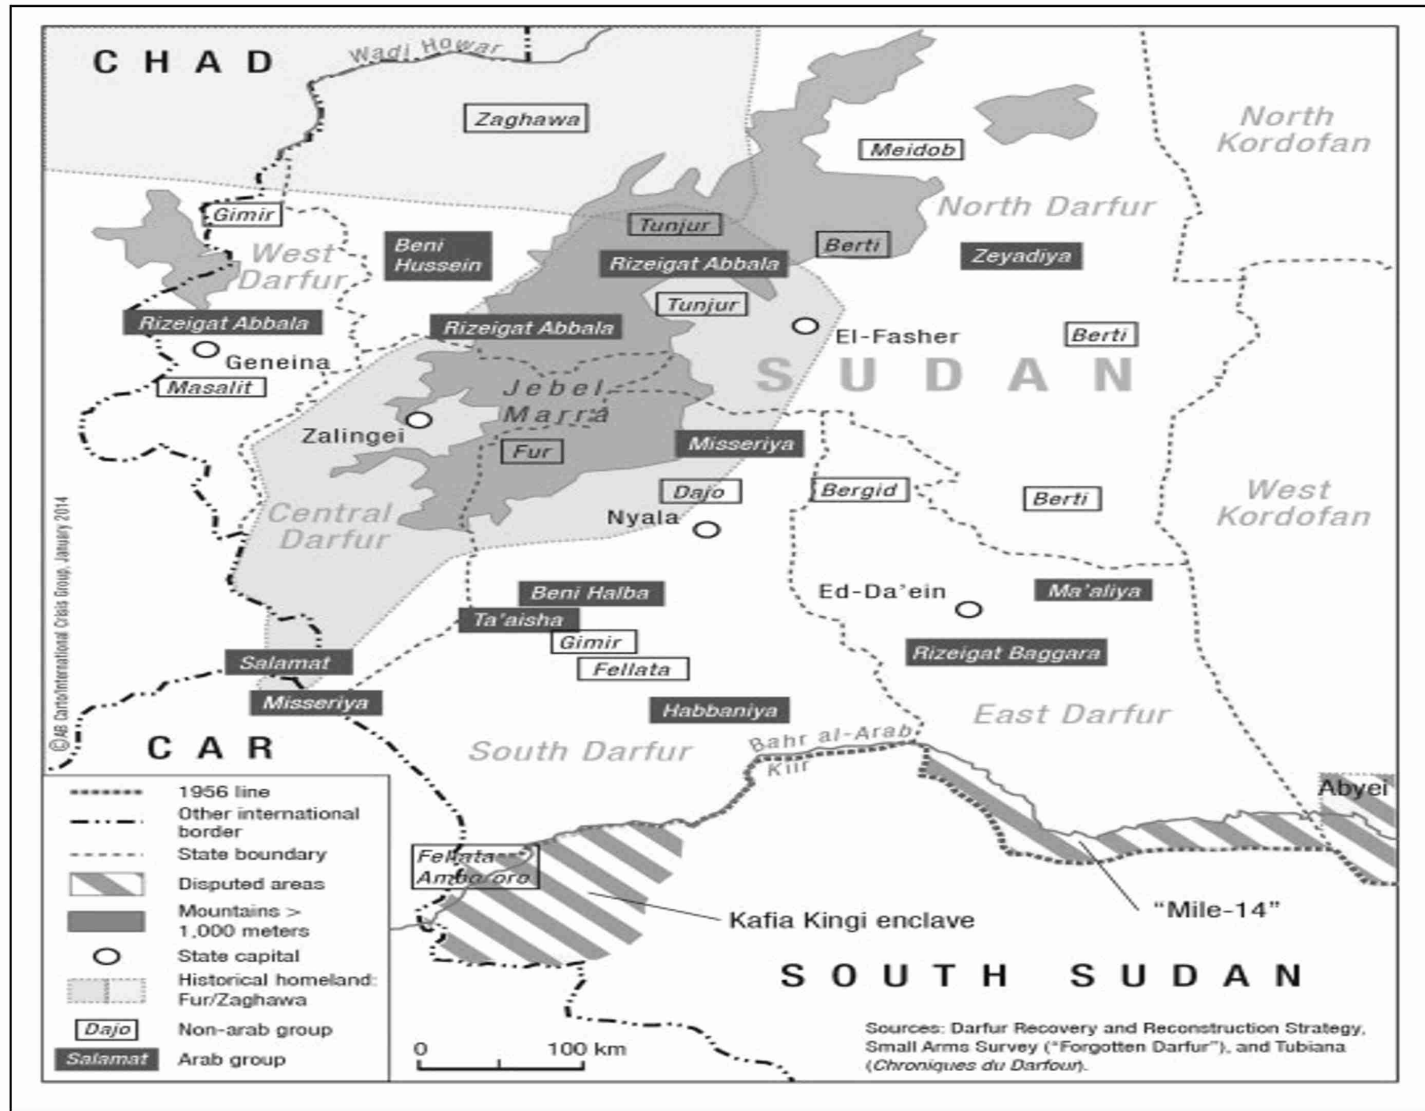 CHAD
Wadi Howar
Zaghawa
North
Kordofan
Meidob
North Darfur
Gimir
West
Darfur
Beni
Hussein
Tunjur
Berti
Zeyadiya
Rizeigat Abbala
Tunjur
Rizeigat Abbala
Rizeigat Abbala
El-Fasher
Berti
Geneina
SUDAN
Masalit
Jebel
Marra
Zalingei
Fur
Misseriya
Dajo
Bergid
Berti
West
Kordofan
Nyala
Central
Darfur
Beni Halba
Ed-Da'ein
Ma'aliya
Ta'aisha
Gimir
Fellata
Rizeigat Baggara
Salamat
Misseriya
Habbaniya
East Darfur
CAR
South Darfur
Bahr al-Arab
Kiir
Abyei
Fellata
Ambororo
Kafia Kingi enclave
"Mile-14"
SOUTH SUDAN
©AB Carto/International Crisis Group, January 2014
1956 line
Other international
border
State boundary
Disputed areas
Mountains >
1,000 meters
State capital
Historical homeland:
Fur/Zaghawa
Dajo Non-arab group
Salamat Arab group
0 100 km
Sources: Darfur Recovery and Reconstruction Strategy,
Small Arms Survey ("Forgotten Darfur"), and Tubiana
(Chroniques du Darfour).